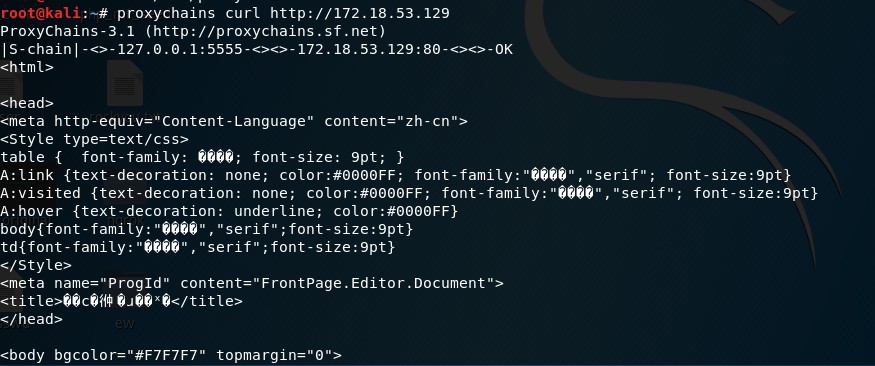 root@kali:~# proxychains curl http://172.18.53.129
ProxyChains-3.1 (http://proxychains.sf.net)
|S-chain|-<>-127.0.0.1:5555-<><>-172.18.53.129:80-<><>-OK
<html>
<head>
<meta http-equiv="Content-Language" content="zh-cn">
<Style type=text/css>
table {  font-family: ����; font-size: 9pt; }
A:link {text-decoration: none; color:#0000FF; font-family:"����","serif"; font-size:9pt}
A:visited {text-decoration: none; color:#0000FF; font-family:"����","serif"; font-size:9pt}
A:hover {text-decoration: underline; color:#0000FF}
body{font-family:"����","serif";font-size:9pt}
td{font-family:"����","serif";font-size:9pt}
</Style>
<meta name="ProgId" content="FrontPage.Editor.Document">
<title></title>
</head>
ew
<body bgcolor="#F7F7F7" topmargin="0">